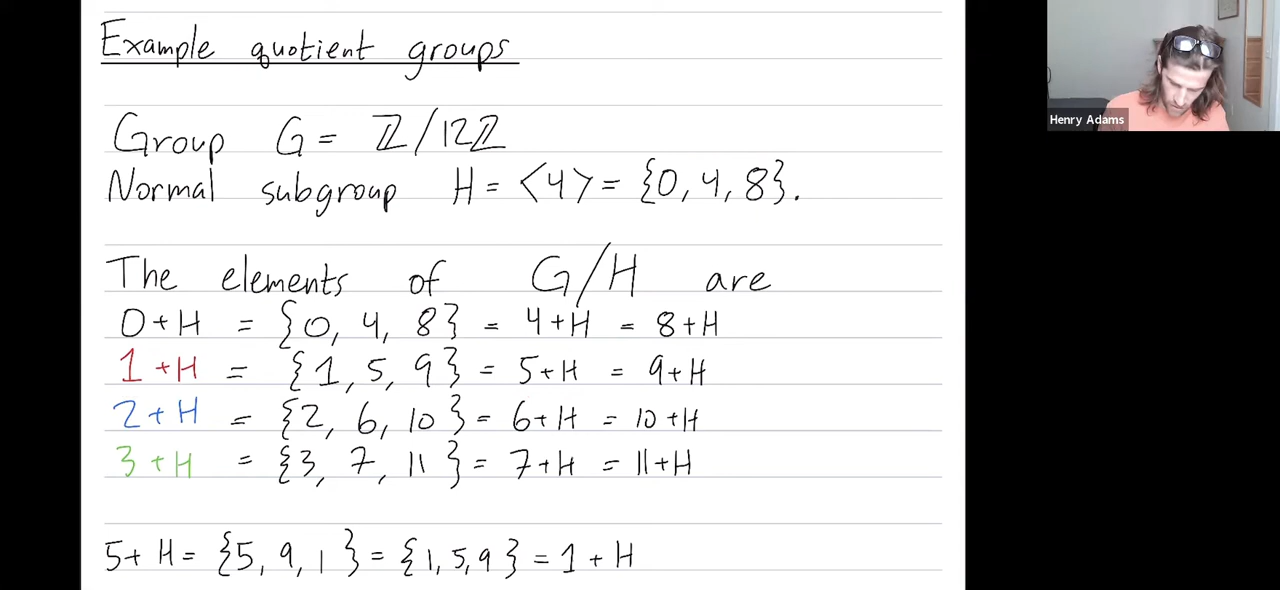 Example quotient groups
Henry Adams
Group G = ℤ/12ℤ
Normal subgroup H = <4> = {0, 4, 8}.
The elements of G/H are
0+H = {0, 4, 8} = 4+H = 8+H
1+H = {1, 5, 9} = 5+H = 9+H
2+H = {2, 6, 10} = 6+H = 10+H
3+H = {3, 7, 11} = 7+H = 11+H
5+H = {5, 9, 1} = {1, 5, 9} = 1+H